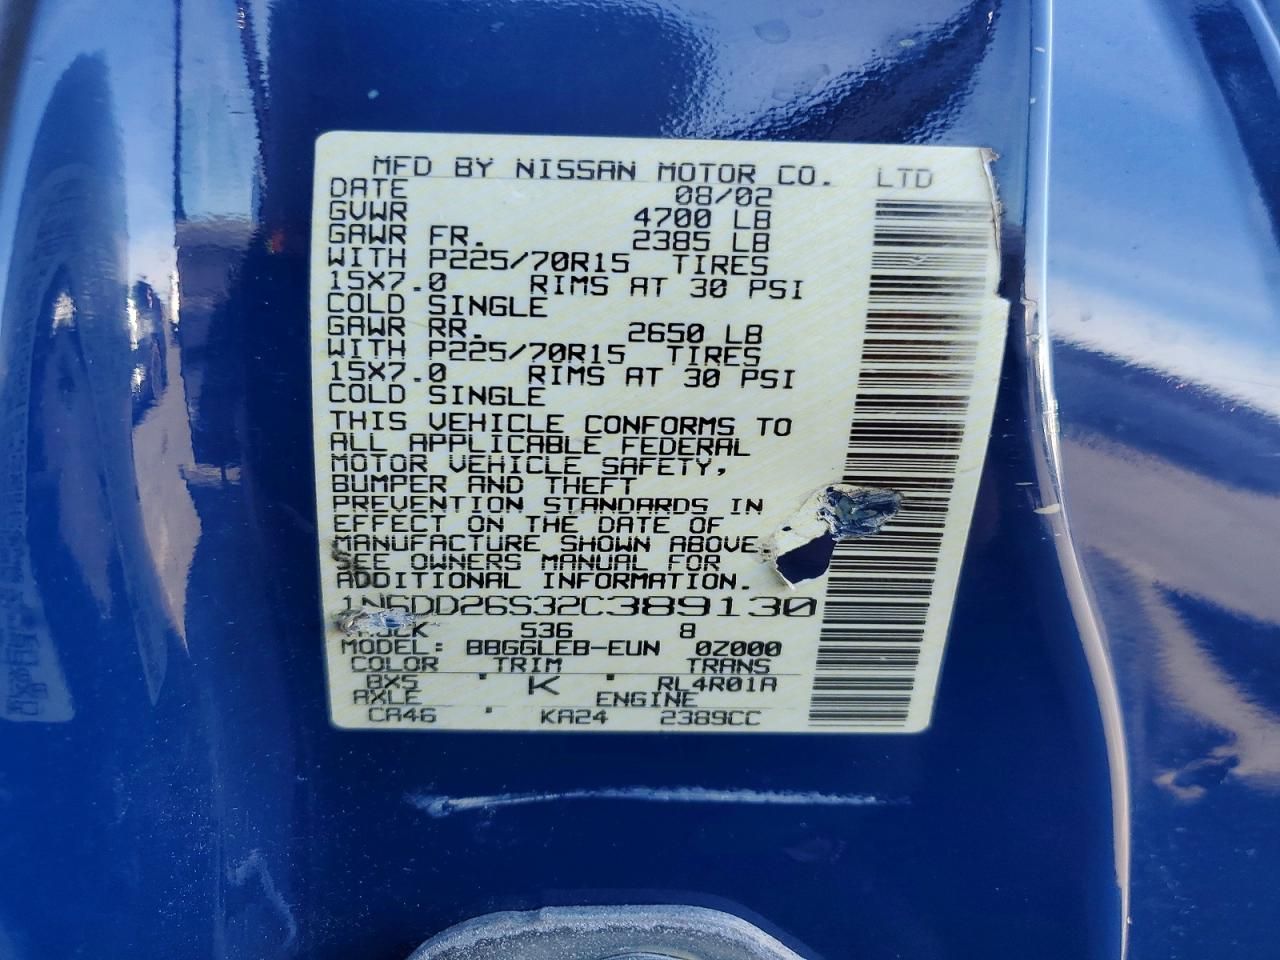 MFD BY NISSAN MOTOR CO. LTD
DATE 08/02
GVWR 4700 LB
GAWR FR. 2385 LB
WITH P225/70R15 TIRES
15X7.0 RIMS AT 30 PSI
COLD SINGLE
GAWR RR. 2650 LB
WITH P225/70R15 TIRES
15X7.0 RIMS AT 30 PSI
COLD SINGLE
THIS VEHICLE CONFORMS TO
ALL APPLICABLE FEDERAL
MOTOR VEHICLE SAFETY,
BUMPER AND THEFT
PREVENTION STANDARDS IN
EFFECT ON THE DATE OF
MANUFACTURE SHOWN ABOVE
SEE OWNERS MANUAL FOR
ADDITIONAL INFORMATION.
1N6DD26S32C389130
TRUCK 536 8
MODEL: BBGGLEB-EUN 0Z000
COLOR TRIM TRANS
BX5 K RL4R01A
AXLE ENGINE
CA46 KA24 2389CC